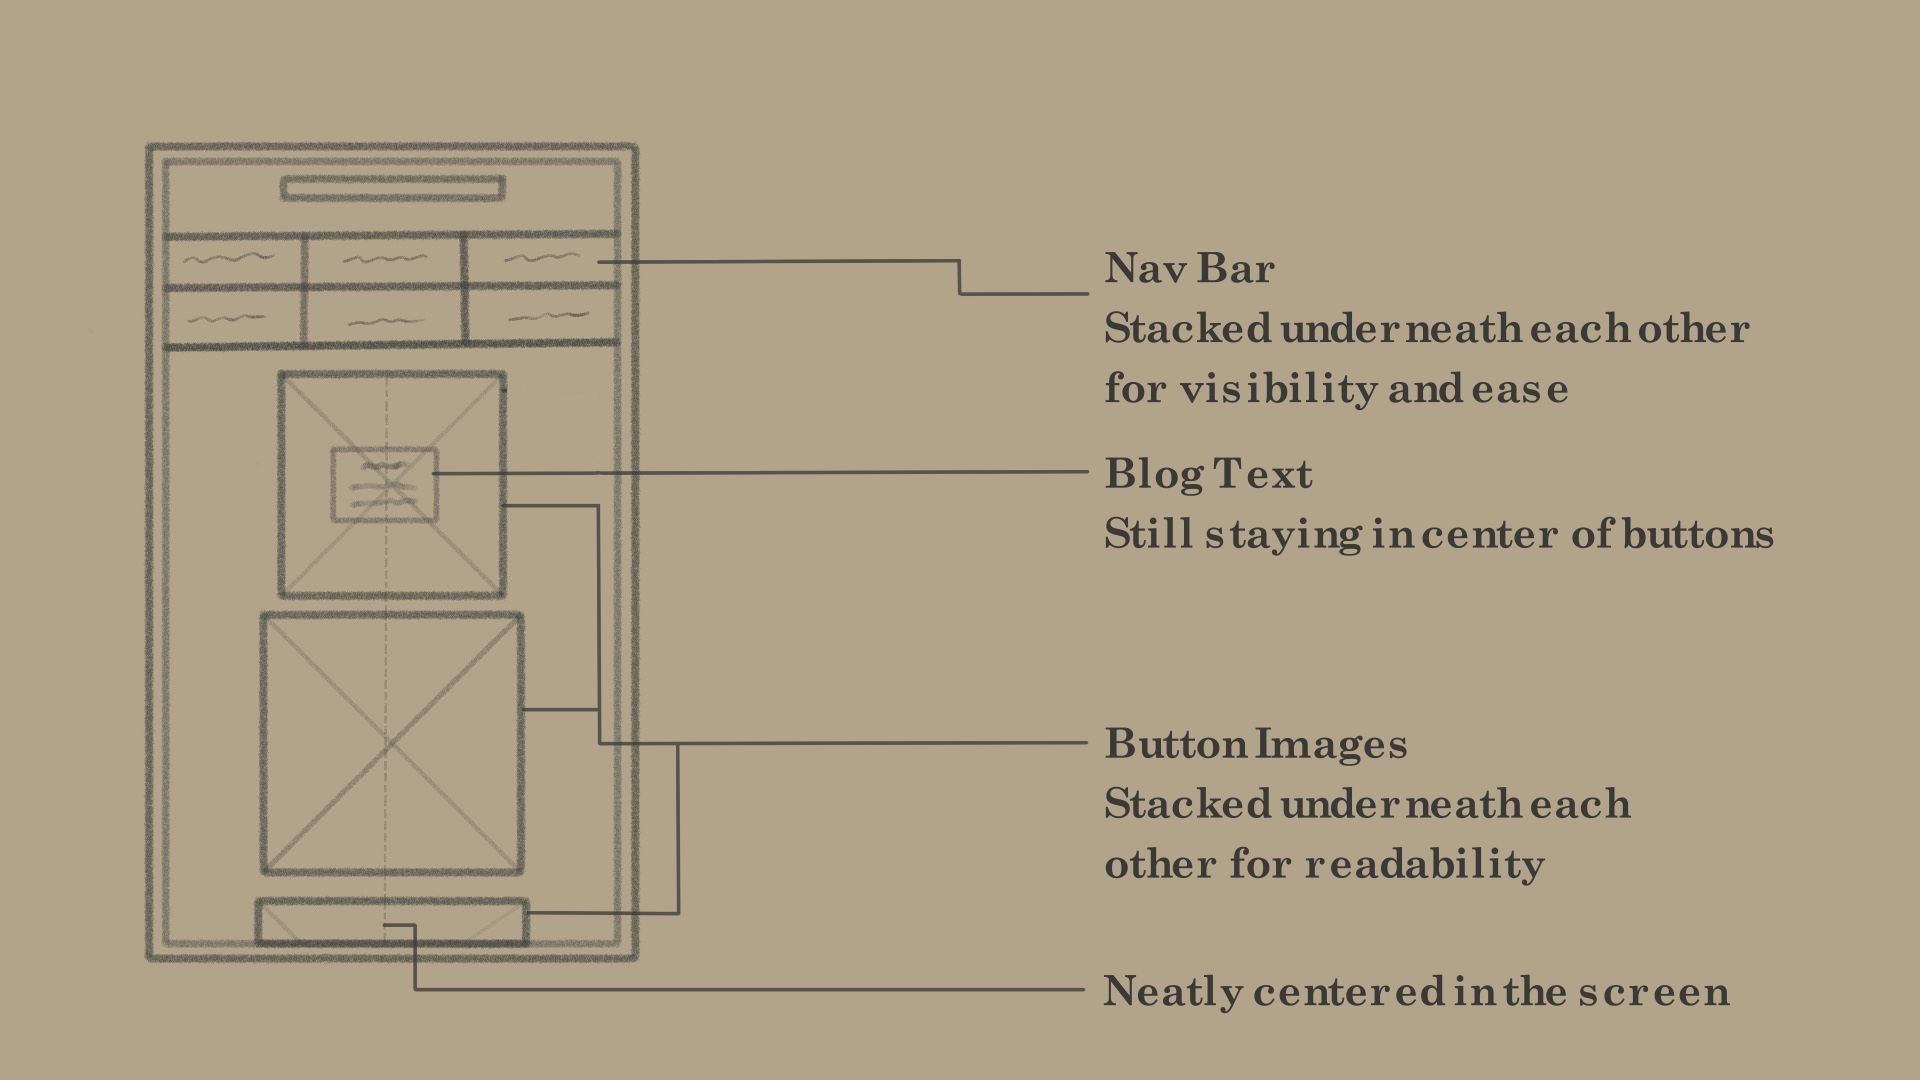 Nav Bar
Stacked underneath each other
for visibility and ease
Blog Text
Still staying in center of buttons
Button Images
Stacked underneath each
other for readability
Neatly centered in the screen